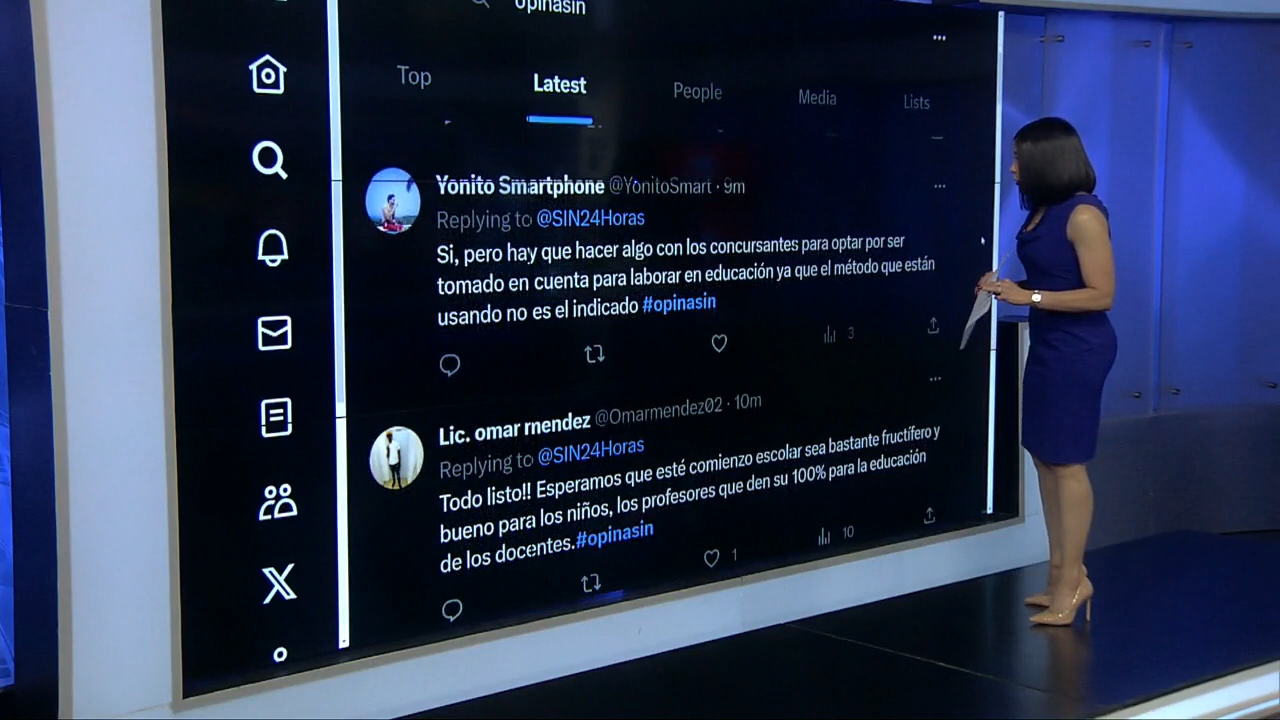 opinasin
Top
Latest
People
Media
Lists
Yonito Smartphone @YonitoSmart · 9m
Replying to @SIN24Horas
Si, pero hay que hacer algo con los concursantes para optar por ser
tomado en cuenta para laborar en educación ya que el método que están
usando no es el indicado #opinasin
3
Lic. omar mendez @Omarmendez02 · 10m
Replying to @SIN24Horas
Todo listo!! Esperamos que esté comienzo escolar sea bastante fructífero y
bueno para los niños, los profesores que den su 100% para la educación
de los docentes.#opinasin
1
10